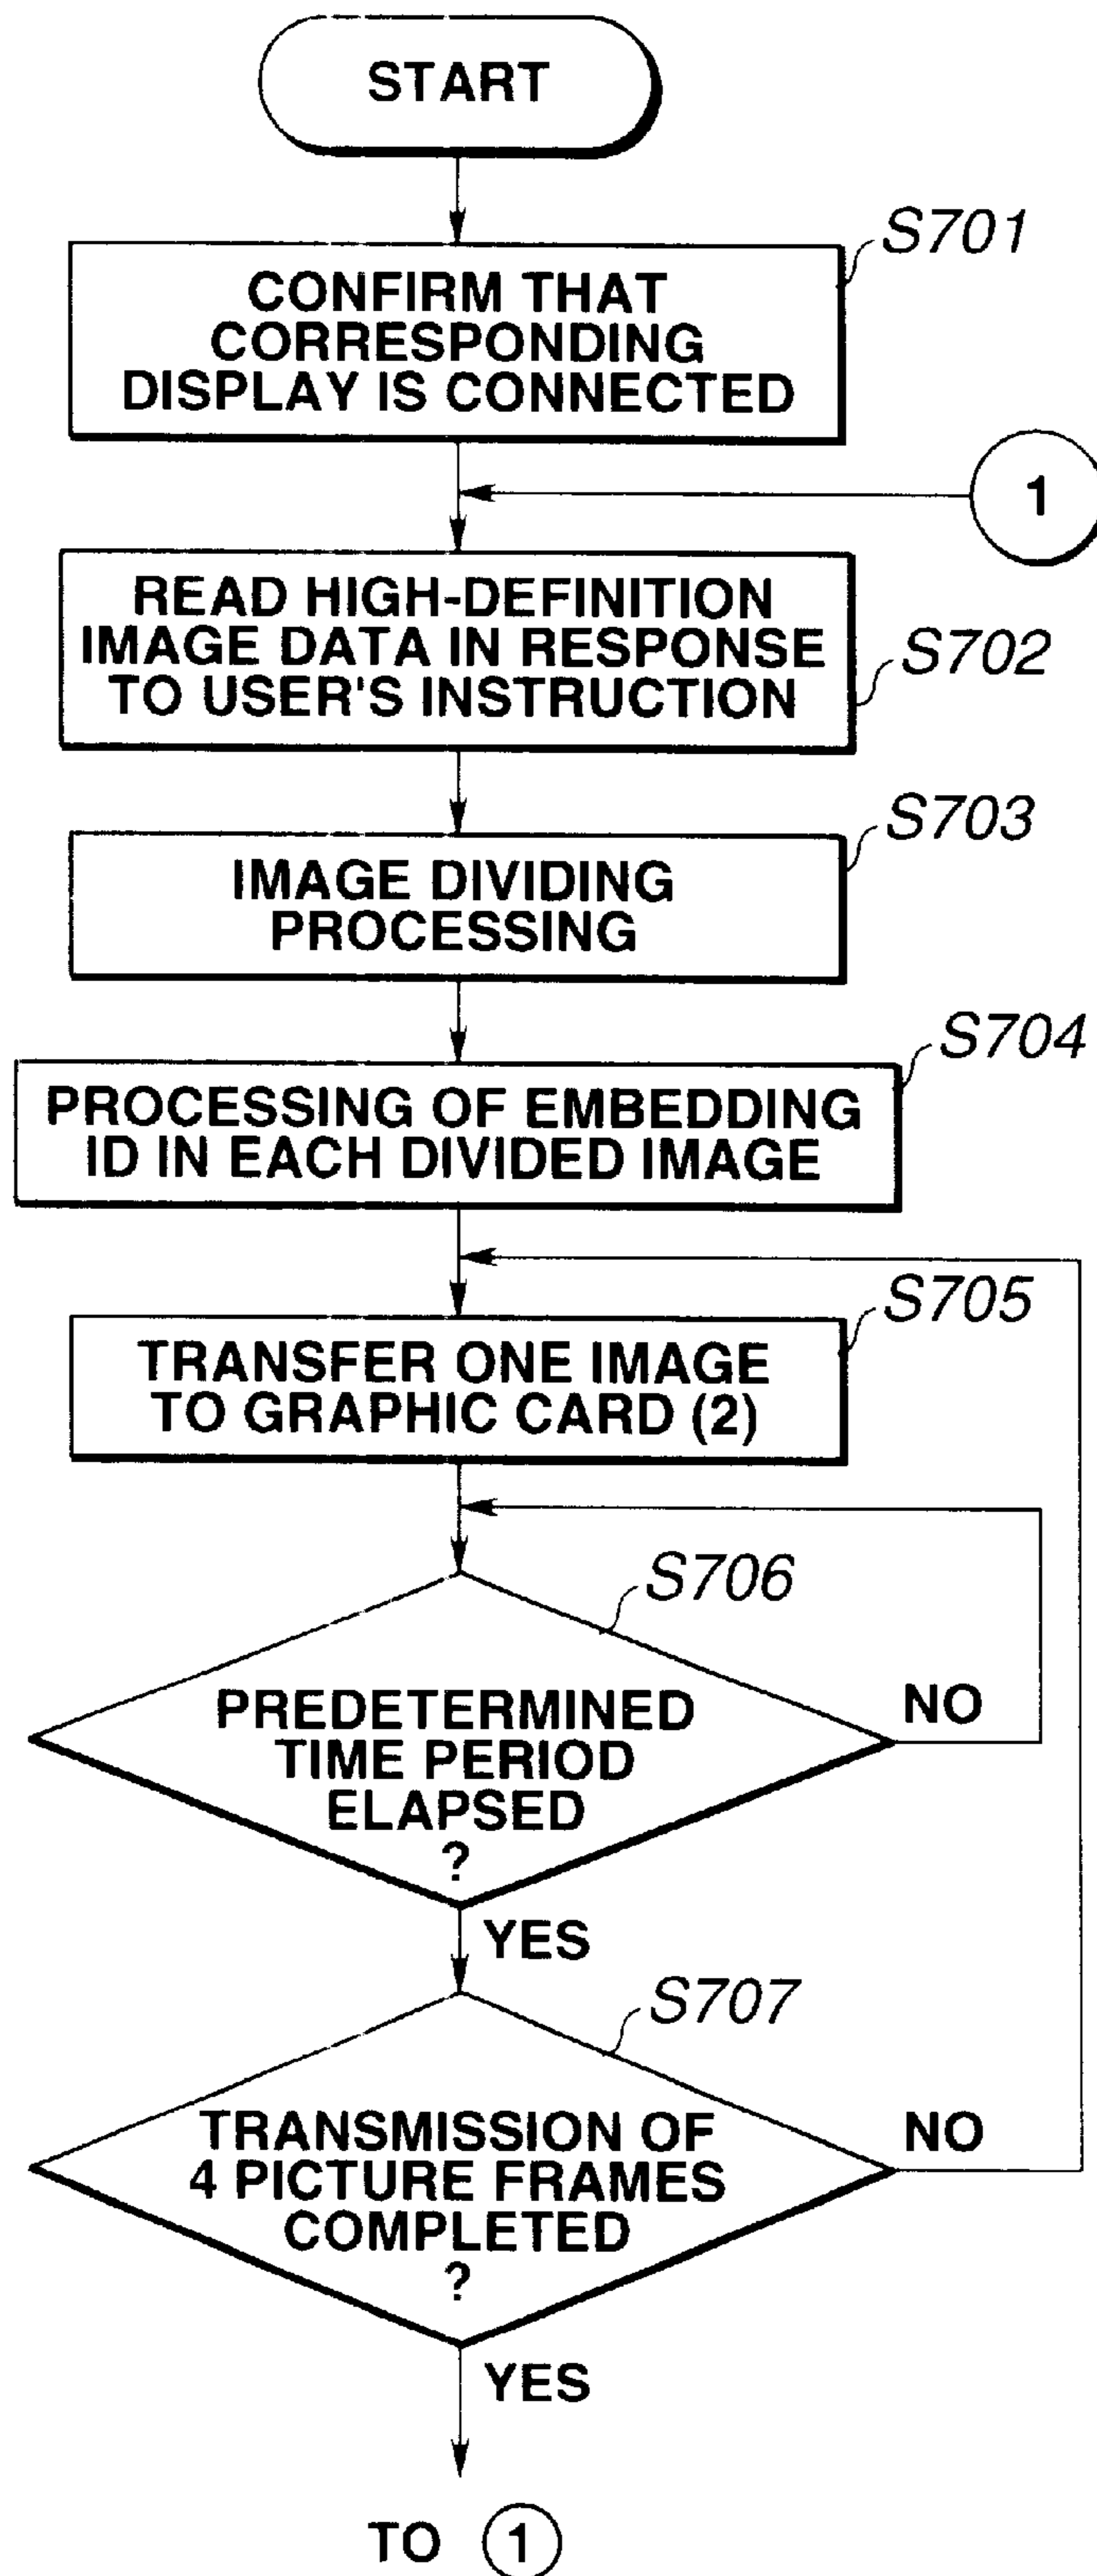 START
S701
CONFIRM THAT
CORRESPONDING
DISPLAY IS CONNECTED
1
READ HIGH-DEFINITION
IMAGE DATA IN RESPONSE
TO USER'S INSTRUCTION
S702
S703
IMAGE DIVIDING
PROCESSING
S704
PROCESSING OF EMBEDDING
ID IN EACH DIVIDED IMAGE
S705
TRANSFER ONE IMAGE
TO GRAPHIC CARD (2)
S706
PREDETERMINED
TIME PERIOD
ELAPSED
?
NO
YES
S707
TRANSMISSION OF
4 PICTURE FRAMES
COMPLETED
?
NO
YES
TO 1